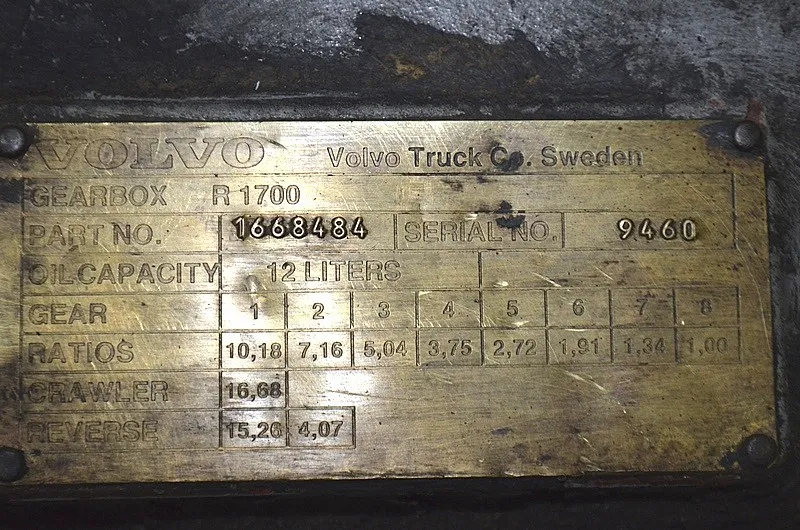 VOLVO Volvo Truck Co. Sweden
GEARBOX R 1700
PART NO. 1668484 SERIAL NO. 9460
OILCAPACITY 12 LITERS
GEAR 1 2 3 4 5 6 7 8
RATIOS 10,18 7,16 5,04 3,75 2,72 1,91 1,34 1,00
CRAWLER 16,68
REVERSE 15,26 4,07